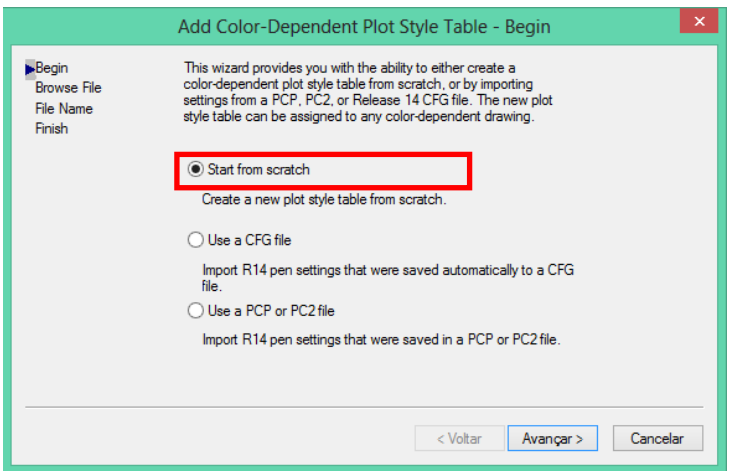 Add Color-Dependent Plot Style Table - Begin
Begin
Browse File
File Name
Finish
This wizard provides you with the ability to either create a
color-dependent plot style table from scratch, or by importing
settings from a PCP, PC2, or Release 14 CFG file. The new plot
style table can be assigned to any color-dependent drawing.
Start from scratch
Create a new plot style table from scratch.
Use a CFG file
Import R14 pen settings that were saved automatically to a CFG
file.
Use a PCP or PC2 file
Import R14 pen settings that were saved in a PCP or PC2 file.
< Voltar
Avançar >
Cancelar